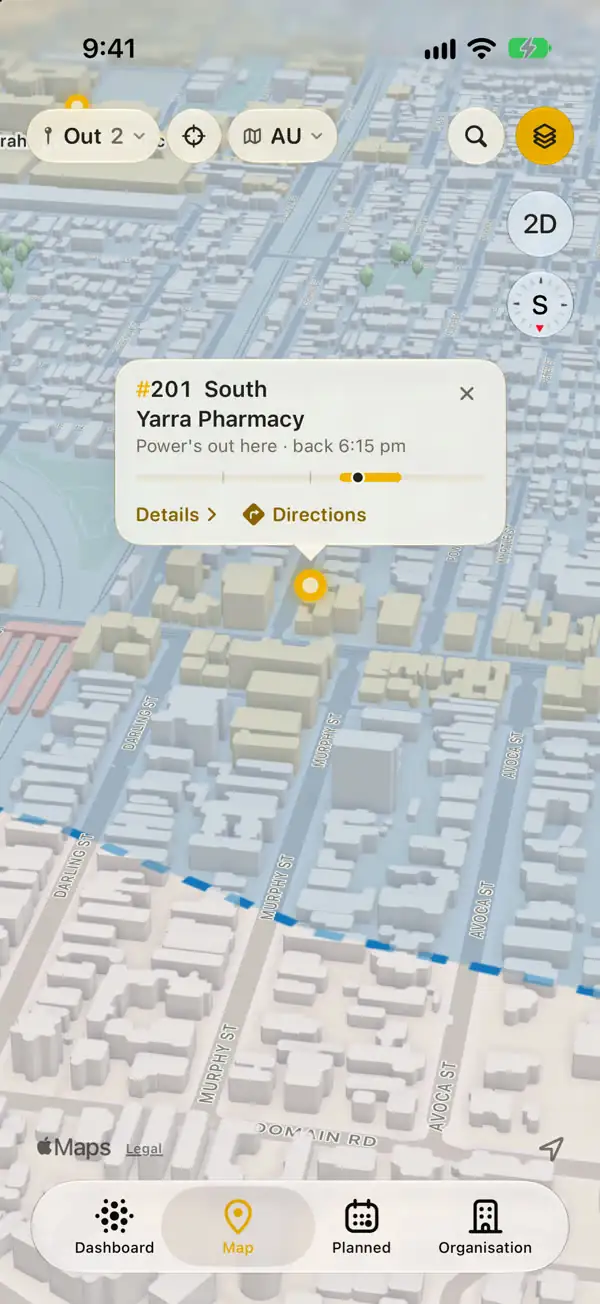 9:41
rah
Out 2
c
AU
2D
S
#201 South
Yarra Pharmacy
Power's out here · back 6:15 pm
Details
Directions
DARLING ST
MURPHY ST
AVOCA ST
DARLING ST
MURPHY ST
AVOCA ST
MURPHY ST
AVOCA ST
DOMAIN RD
Maps Legal
Dashboard
Map
Planned
Organisation